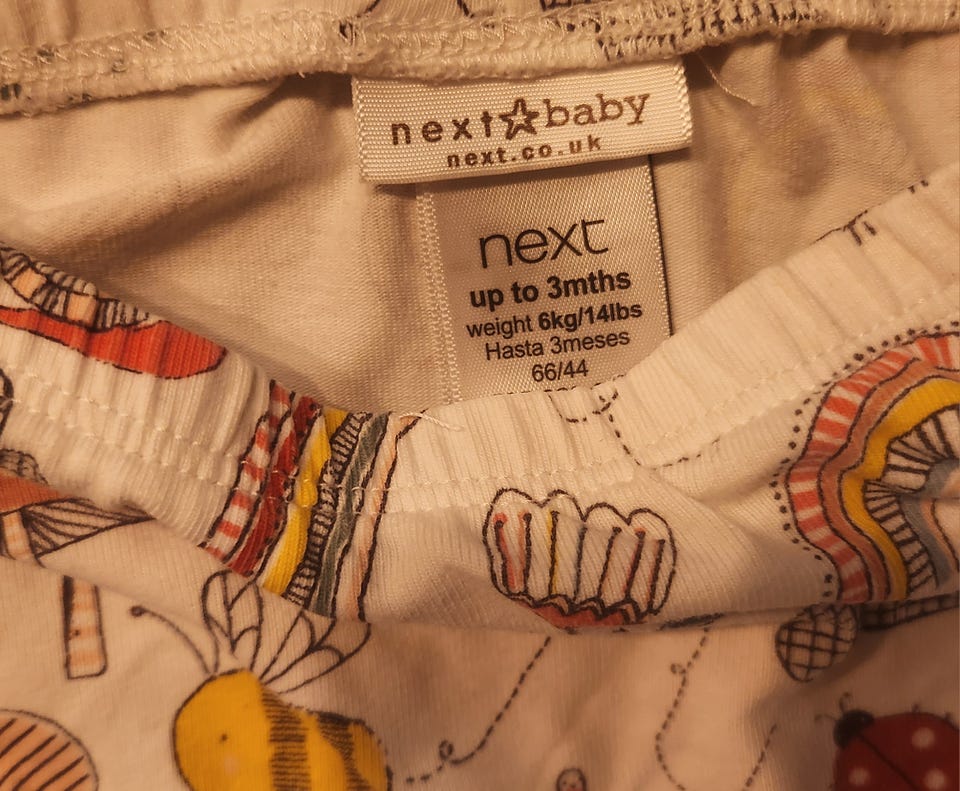 next☆baby
next.co.uk
next
up to 3mths
weight 6kg/14lbs
Hasta 3meses
66/44